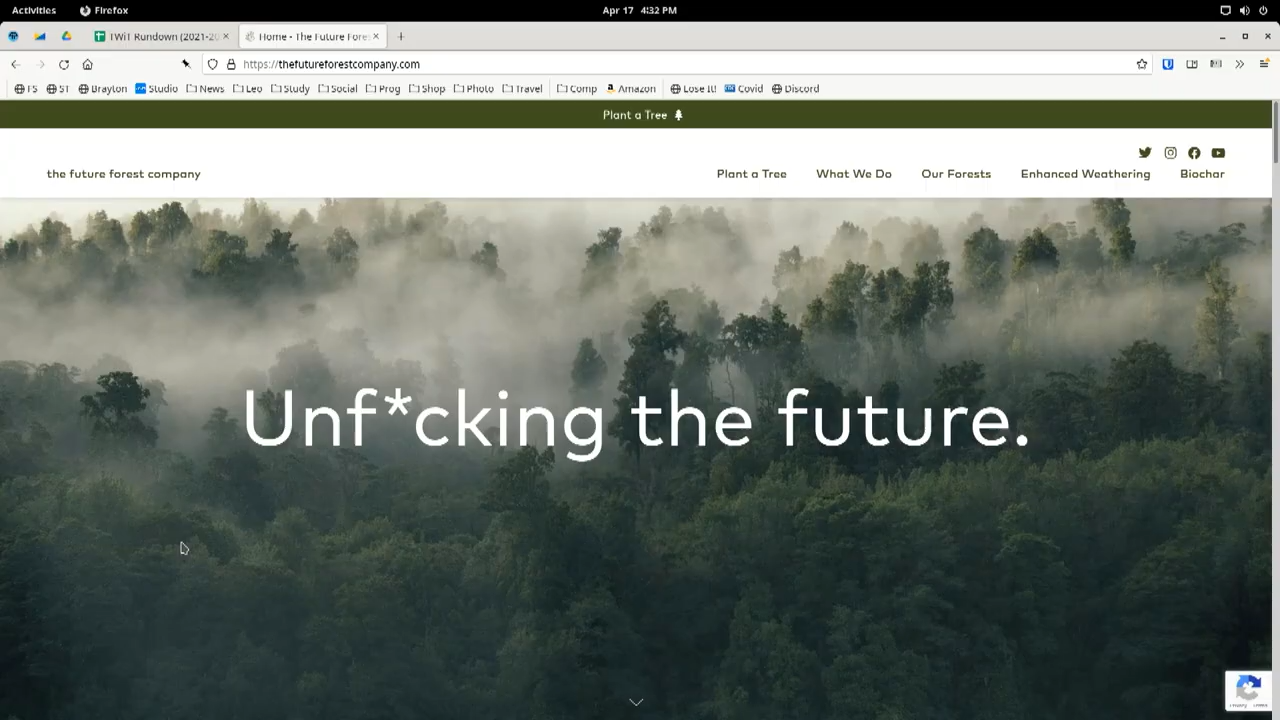 Activities Firefox Apr 17 4:32 PM
TWiT Rundown (2021-20 Home - The Future Fore
https://thefutureforestcompany.com
FS ST Brayton Studio News Leo Study Social Prog Shop Photo Travel Comp Amazon Lose It! Covid Discord
Plant a Tree
the future forest company Plant a Tree What We Do Our Forests Enhanced Weathering Biochar
Unf*cking the future.